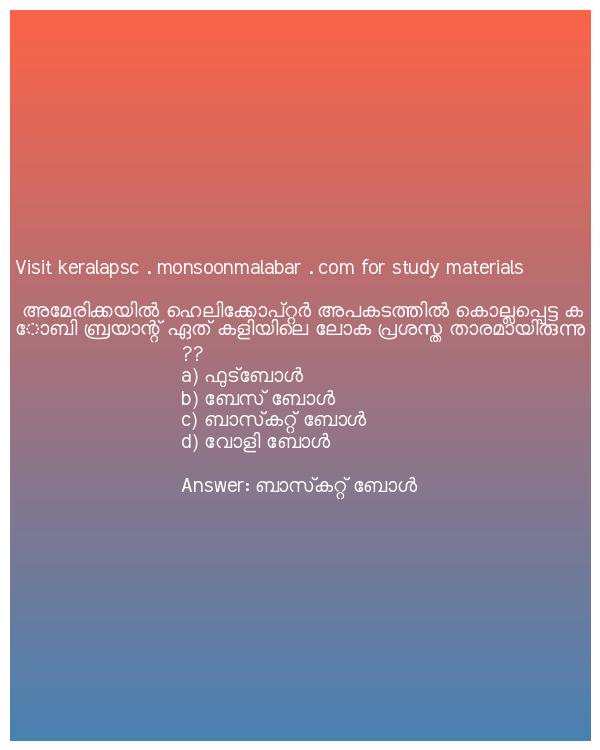 Visit keralapsc . monsoonmalabar . com for study materials
അമേരിക്കയിൽ ഹെലിക്കോപ്റ്റർ അപകടത്തിൽ കൊല്ലപ്പെട്ട ക
ോബി ബ്രയാന്റ് ഏത് കളിയിലെ ലോക പ്രശസ്ത താരമായിരുന്നു
??
a) ഫുട്ബോൾ
b) ബേസ് ബോൾ
c) ബാസ്കറ്റ് ബോൾ
d) വോളി ബോൾ
Answer: ബാസ്കറ്റ് ബോൾ